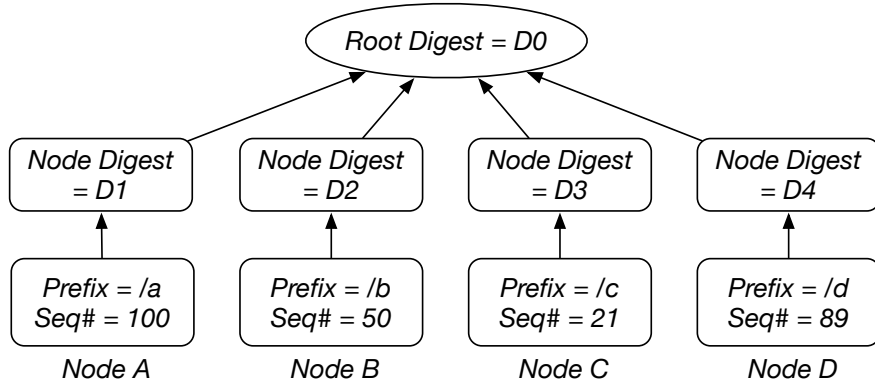 Root Digest = D0
Node Digest
= D1
Node Digest
= D2
Node Digest
= D3
Node Digest
= D4
Prefix = /a
Seq# = 100
Prefix = /b
Seq# = 50
Prefix = /c
Seq# = 21
Prefix = /d
Seq# = 89
Node A
Node B
Node C
Node D